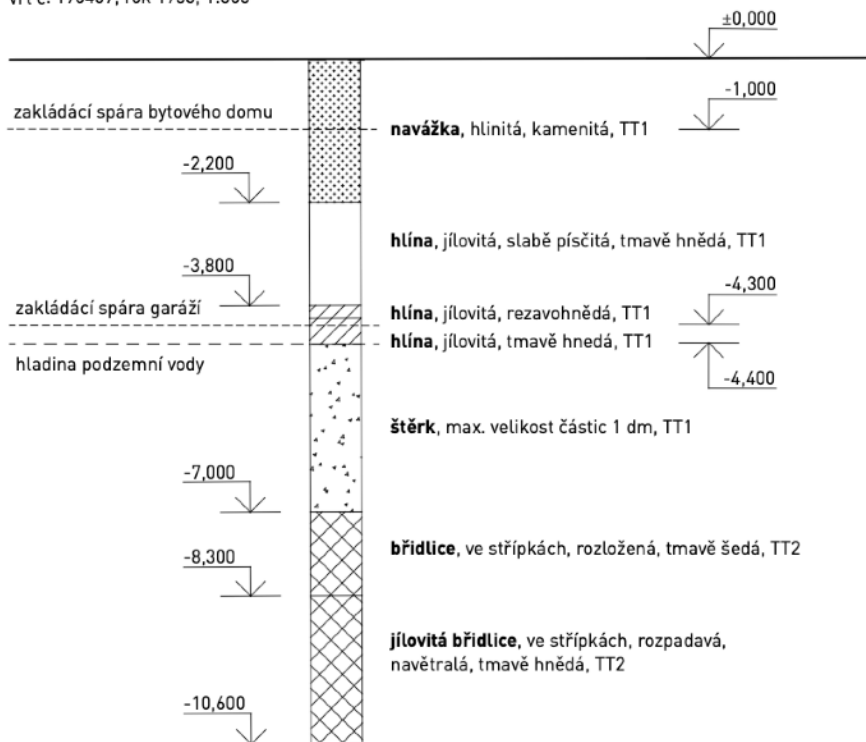 ±0,000
-1,000
zakládácí spára bytového domu
navážka, hlinitá, kamenitá, TT1
-2,200
hlína, jílovitá, slabě písčitá, tmavě hnědá, TT1
-3,800
-4,300
zakládácí spára garáží
hlína, jílovitá, rezavohnědá, TT1
hlína, jílovitá, tmavě hnedá, TT1
hladina podzemní vody
-4,400
štěrk, max. velikost částic 1 dm, TT1
-7,000
břidlice, ve střípkách, rozložená, tmavě šedá, TT2
-8,300
jílovitá břidlice, ve střípkách, rozpadavá,
navětralá, tmavě hnědá, TT2
-10,600